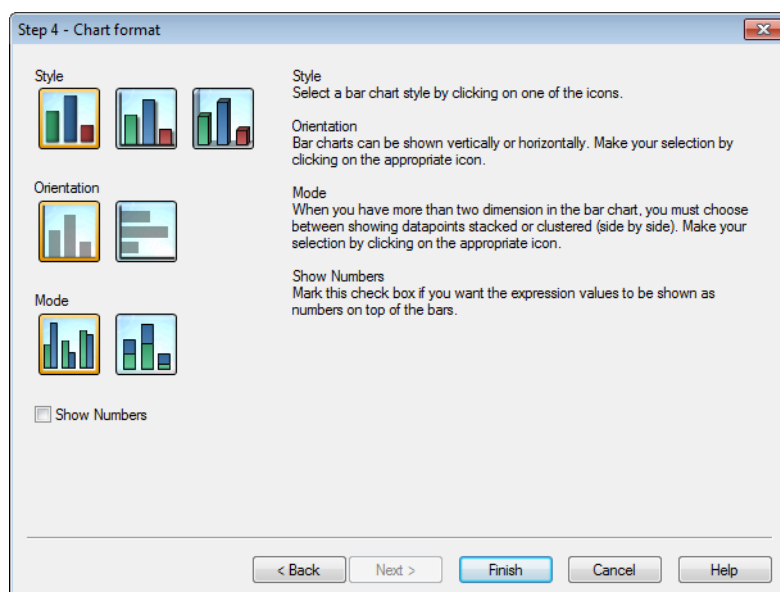 Step 4 - Chart format
Style
Orientation
Mode
Show Numbers
Style
Select a bar chart style by clicking on one of the icons.
Orientation
Bar charts can be shown vertically or horizontally. Make your selection by
clicking on the appropriate icon.
Mode
When you have more than two dimension in the bar chart, you must choose
between showing datapoints stacked or clustered (side by side). Make your
selection by clicking on the appropriate icon.
Show Numbers
Mark this check box if you want the expression values to be shown as
numbers on top of the bars.
< Back
Next >
Finish
Cancel
Help